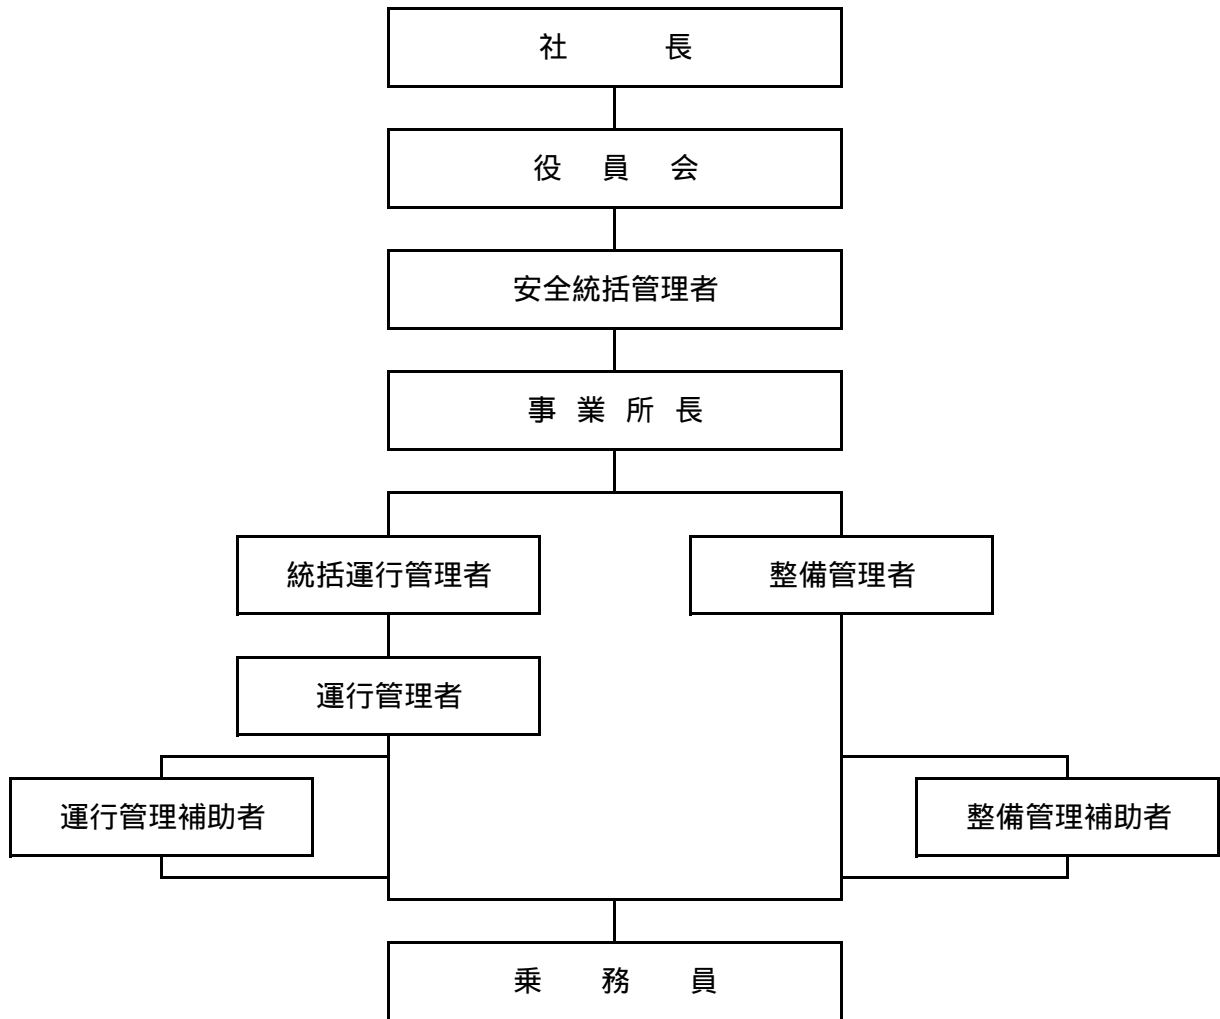 社長
役員会
安全統括管理者
事業所長
統括運行管理者
整備管理者
運行管理者
運行管理補助者
整備管理補助者
乗務員